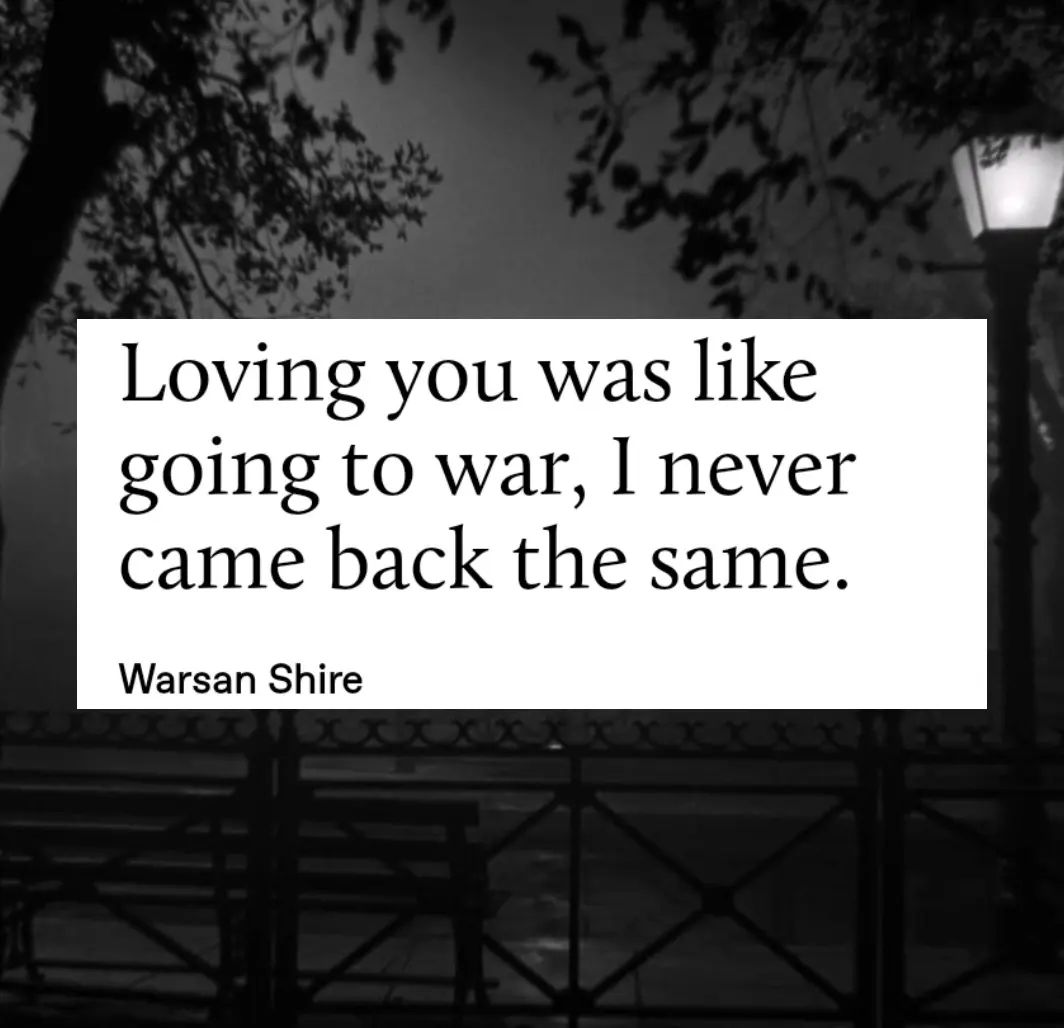 Loving you was like
going to war, I never
came back the same.
Warsan Shire